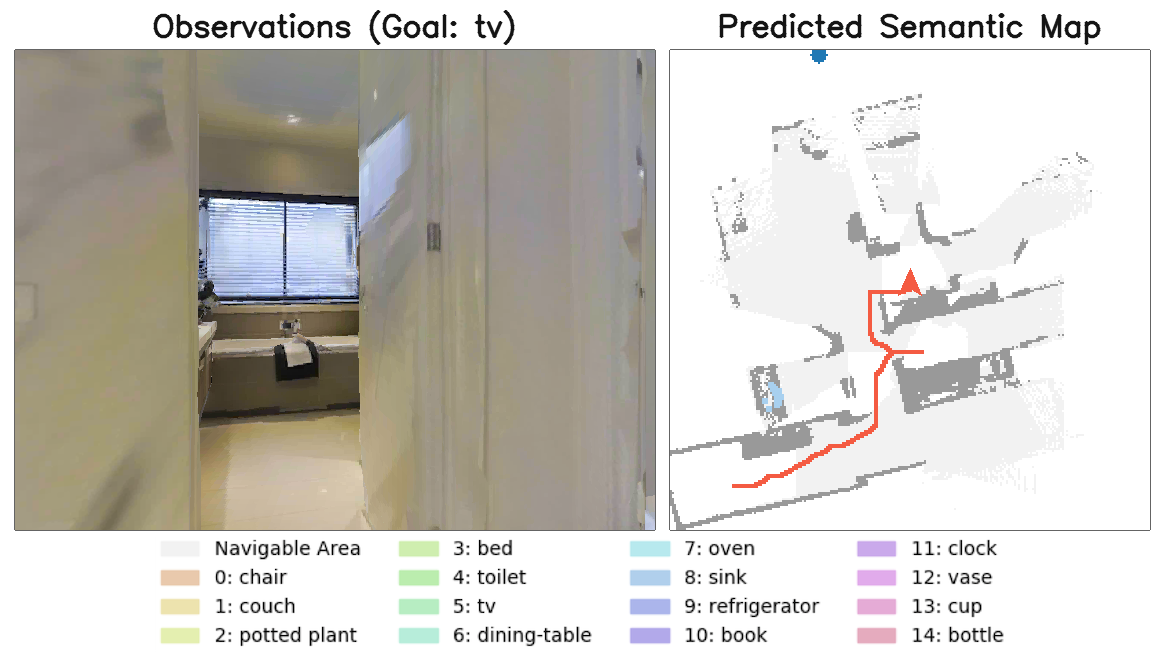 Observations (Goal: tv)
Predicted Semantic Map
Navigable Area
0: chair
1: couch
2: potted plant
3: bed
4: toilet
5: tv
6: dining-table
7: oven
8: sink
9: refrigerator
10: book
11: clock
12: vase
13: cup
14: bottle